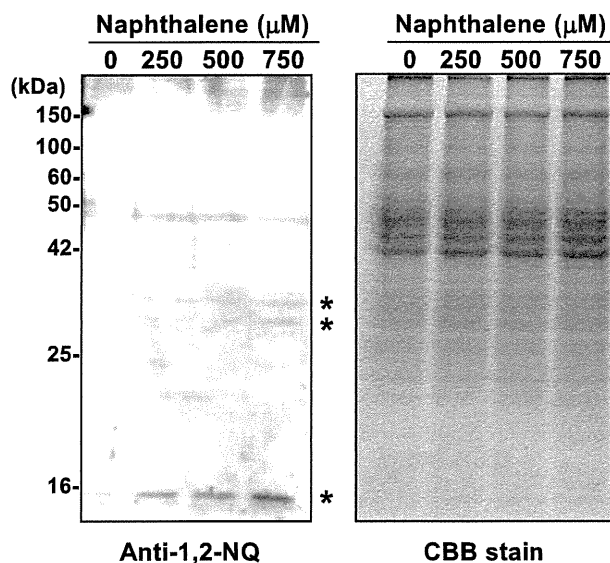 Naphthalene (μM)
0 250 500 750
Naphthalene (μM)
0 250 500 750
(kDa)
150-
100-
60-
50-
42-
25-
16-
*
*
*
Anti-1,2-NQ
CBB stain